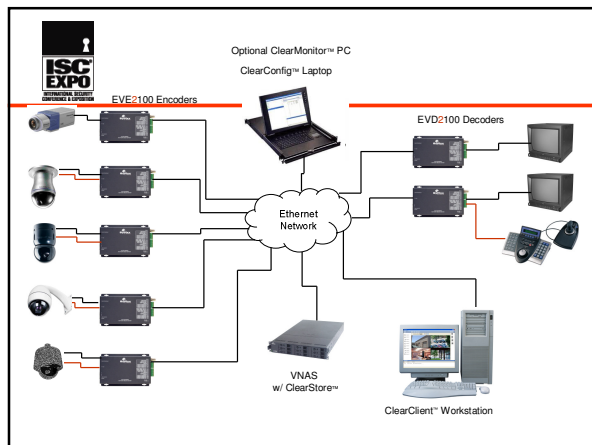 Optional ClearMonitor™ PC
ClearConfig™ Laptop
ISC
EXPO
INTERNATIONAL SECURITY
CONFERENCE & EXPOSITION
EVE2100 Encoders
EVD2100 Decoders
Ethernet
Network
VNAS
w/ ClearStore™
ClearClient™ Workstation